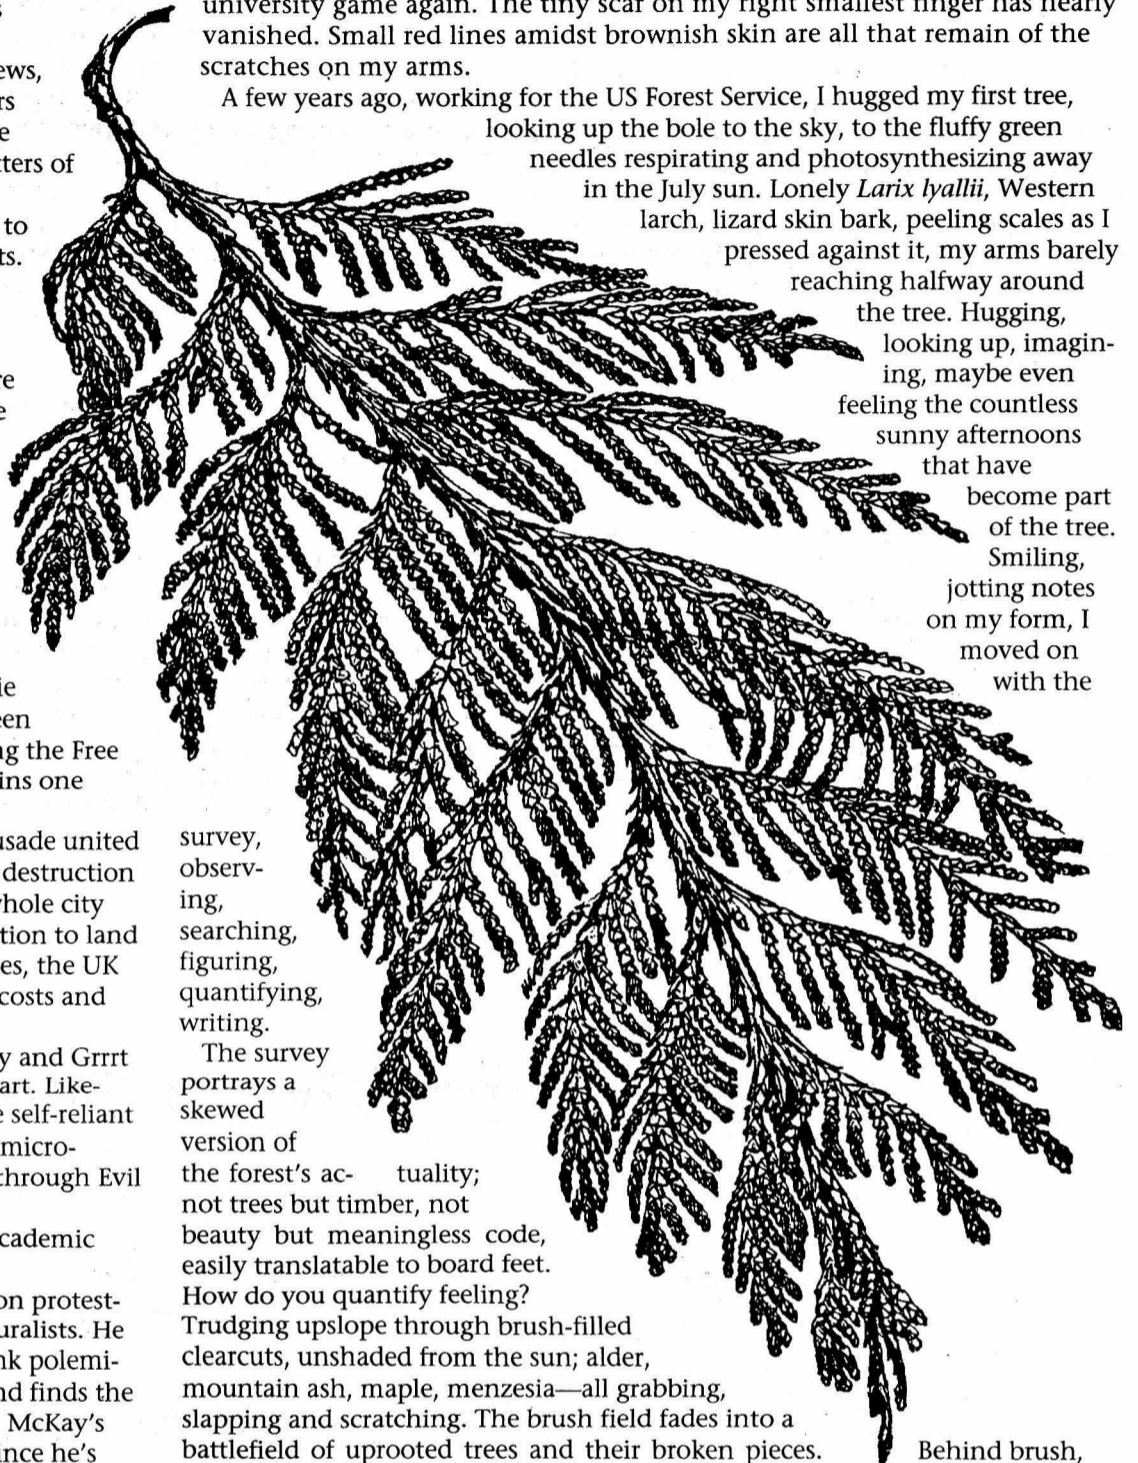 ews,
rs
e
ters of
to
ts.
re
e
ie
een
ng the Free
ins one
usade united
destruction
whole city
tion to land
es, the UK
costs and
y and Grrrt
art. Like-
e self-reliant
micro-
through Evil
cademic
on protest-
uralists. He
nk polemi-
nd finds the
McKay's
ince he's
university game again. The tiny scar on my right smallest finger has nearly
vanished. Small red lines amidst brownish skin are all that remain of the
scratches on my arms.
A few years ago, working for the US Forest Service, I hugged my first tree,
looking up the bole to the sky, to the fluffy green
needles respirating and photosynthesizing away
in the July sun. Lonely Larix lyallii, Western
larch, lizard skin bark, peeling scales as I
pressed against it, my arms barely
reaching halfway around
the tree. Hugging,
looking up, imagin-
ing, maybe even
feeling the countless
sunny afternoons
that have
become part
of the tree.
Smiling,
jotting notes
on my form, I
moved on
with the
survey,
observ-
ing,
searching,
figuring,
quantifying,
writing.
The survey
portrays a
skewed
version of
the forest's ac- tuality;
not trees but timber, not
beauty but meaningless code,
easily translatable to board feet.
How do you quantify feeling?
Trudging upslope through brush-filled
clearcuts, unshaded from the sun; alder,
mountain ash, maple, menzesia—all grabbing,
slapping and scratching. The brush field fades into a
battlefield of uprooted trees and their broken pieces. Behind brush,